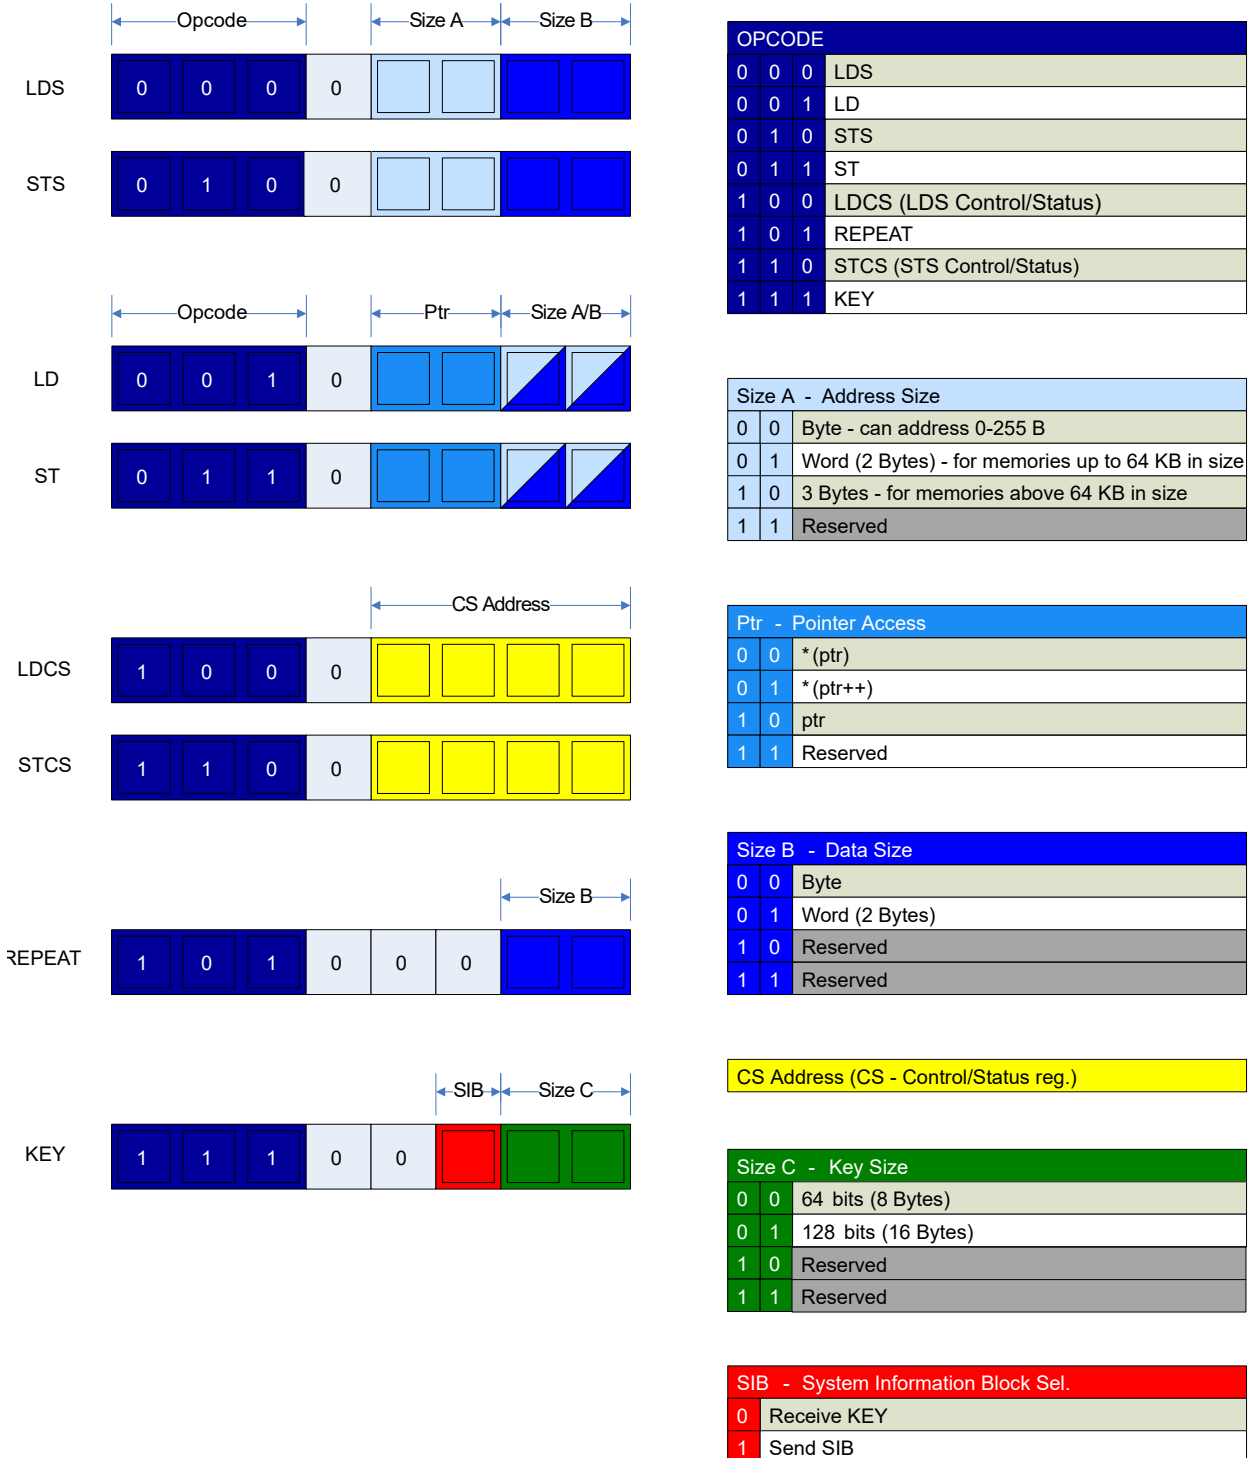 Opcode Size A Size B
LDS 0 0 0 0
STS 0 1 0 0
Opcode Ptr Size A/B
LD 0 0 1 0
ST 0 1 1 0
CS Address
LDCS 1 0 0 0
STCS 1 1 0 0
Size B
REPEAT 1 0 1 0 0 0
SIB Size C
KEY 1 1 1 0 0
OPCODE
0 0 0 LDS
0 0 1 LD
0 1 0 STS
0 1 1 ST
1 0 0 LDCS (LDS Control/Status)
1 0 1 REPEAT
1 1 0 STCS (STS Control/Status)
1 1 1 KEY
Size A - Address Size
0 0 Byte - can address 0-255 B
0 1 Word (2 Bytes) - for memories up to 64 KB in size
1 0 3 Bytes - for memories above 64 KB in size
1 1 Reserved
Ptr - Pointer Access
0 0 *(ptr)
0 1 *(ptr++)
1 0 ptr
1 1 Reserved
Size B - Data Size
0 0 Byte
0 1 Word (2 Bytes)
1 0 Reserved
1 1 Reserved
CS Address (CS - Control/Status reg.)
Size C - Key Size
0 0 64 bits (8 Bytes)
0 1 128 bits (16 Bytes)
1 0 Reserved
1 1 Reserved
SIB - System Information Block Sel.
0 Receive KEY
1 Send SIB